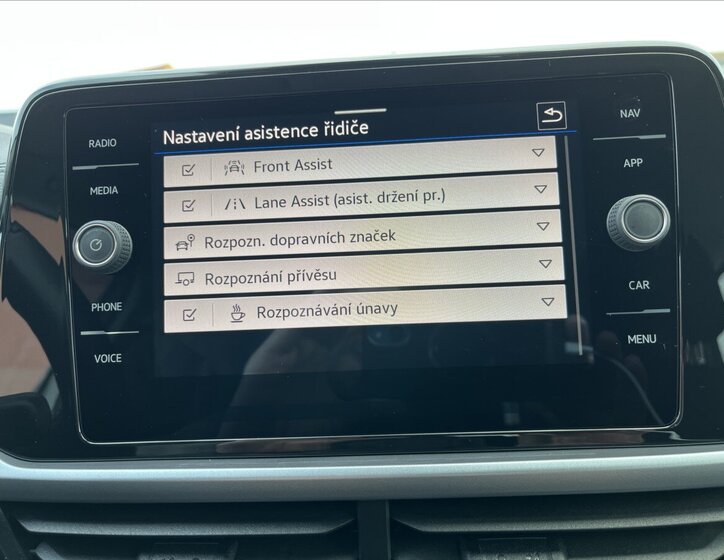 RADIO
MEDIA
PHONE
VOICE
Nastavení asistence řidiče
Front Assist
Lane Assist (asist. držení pr.)
Rozpozn. dopravních značek
Rozpoznání přívěsu
Rozpoznávání únavy
NAV
APP
CAR
MENU